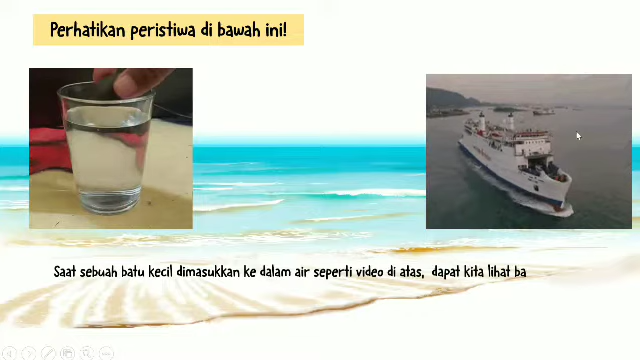 Perhatikan peristiwa di bawah ini!
Saat sebuah batu kecil dimasukkan ke dalam air seperti video di atas, dapat kita lihat ba